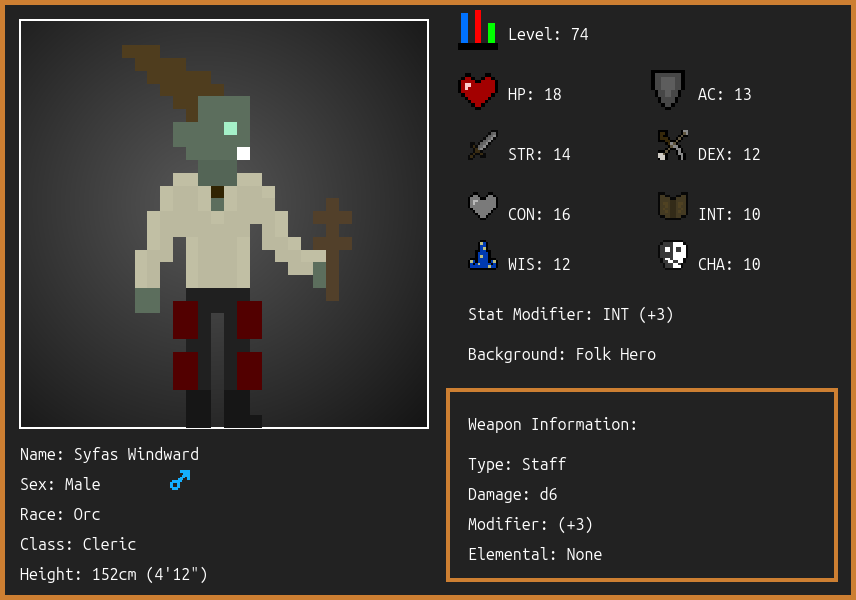 Level: 74
HP: 18
AC: 13
STR: 14
DEX: 12
CON: 16
INT: 10
WIS: 12
CHA: 10
Stat Modifier: INT (+3)
Background: Folk Hero
Weapon Information:
Type: Staff
Damage: d6
Modifier: (+3)
Elemental: None
Name: Syfas Windward
Sex: Male
Race: Orc
Class: Cleric
Height: 152cm (4'12")